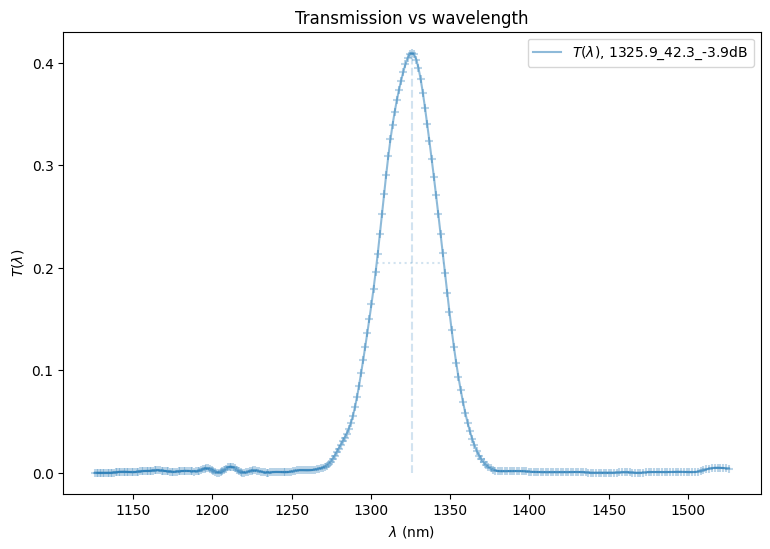 Transmission vs wavelength
T(λ), 1325.9_42.3_-3.9dB
T(λ)
0.4
0.3
0.2
0.1
0.0
1150 1200 1250 1300 1350 1400 1450 1500
λ (nm)